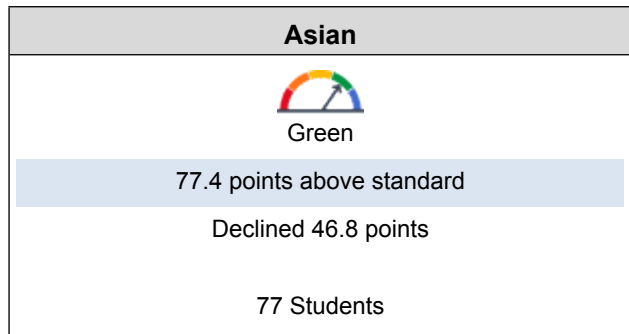 Asian
Green
77.4 points above standard
Declined 46.8 points
77 Students